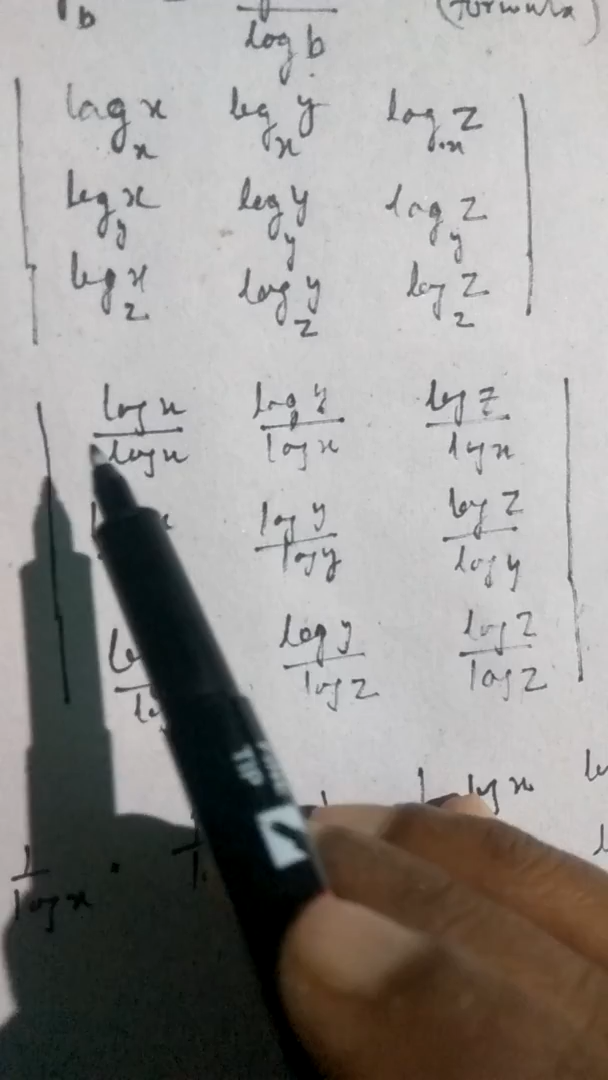 b
log b
(formula)
log_x x log_x y log_x z
log_y x log_y y log_y z
log_z x log_z y log_z z
log x / log x log y / log x log z / log x
log y / log y log z / log y
log y / log z log z / log z
log x
1 / log x ·
TIP